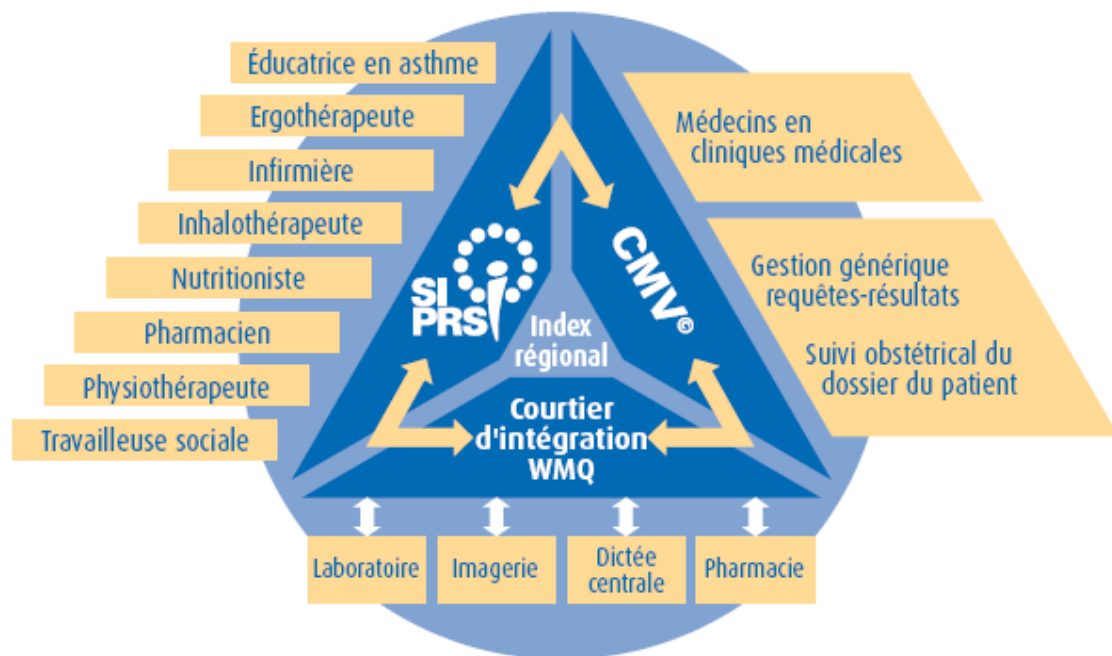 Éducatrice en asthme
Ergothérapeute
Infirmière
Inhalothérapeute
Nutritioniste
Pharmacien
Physiothérapeute
Travailleuse sociale
SI
PRS
CMV©
Index
régional
Courtier
d'intégration
WMQ
Médecins en
cliniques médicales
Gestion générique
requêtes-résultats
Suivi obstétrical du
dossier du patient
Laboratoire
Imagerie
Dictée
centrale
Pharmacie